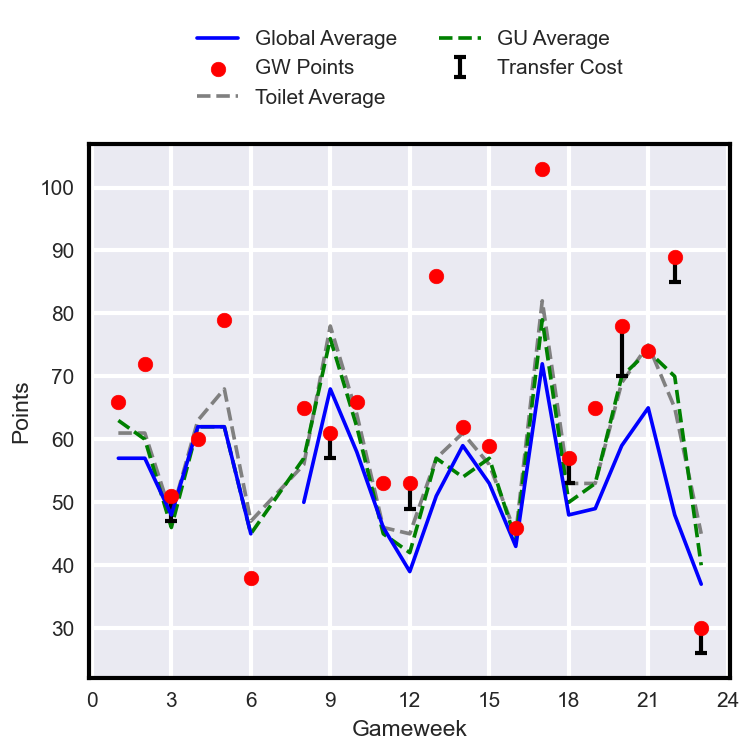 Global Average
GW Points
Toilet Average
GU Average
Transfer Cost
100
90
80
70
60
50
40
30
Points
0 3 6 9 12 15 18 21 24
Gameweek